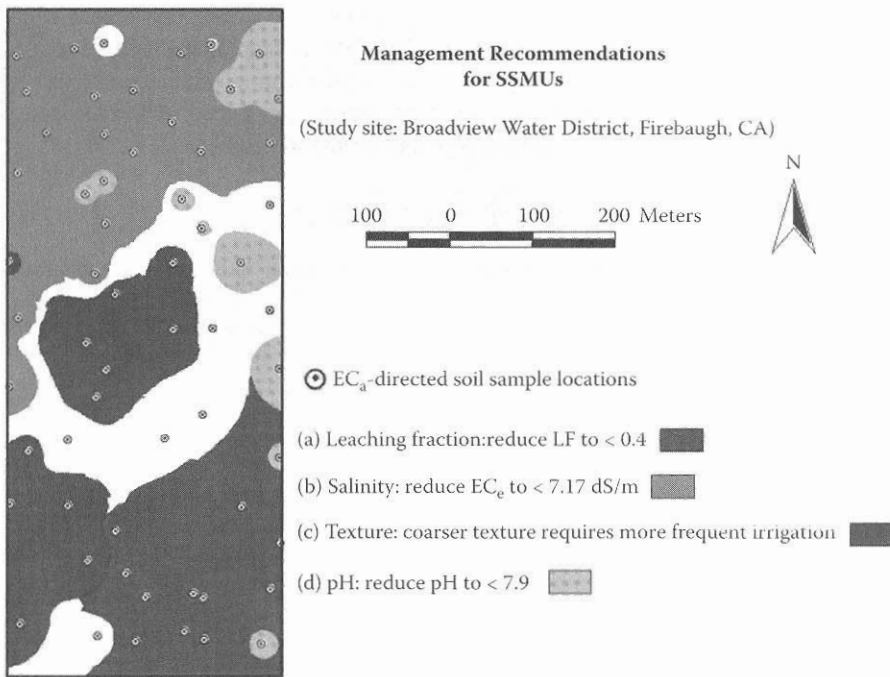 Management Recommendations
for SSMUs
(Study site: Broadview Water District, Firebaugh, CA)
N
100 0 100 200 Meters
ECa-directed soil sample locations
(a) Leaching fraction:reduce LF to < 0.4
(b) Salinity: reduce ECe to < 7.17 dS/m
(c) Texture: coarser texture requires more frequent irrigation
(d) pH: reduce pH to < 7.9